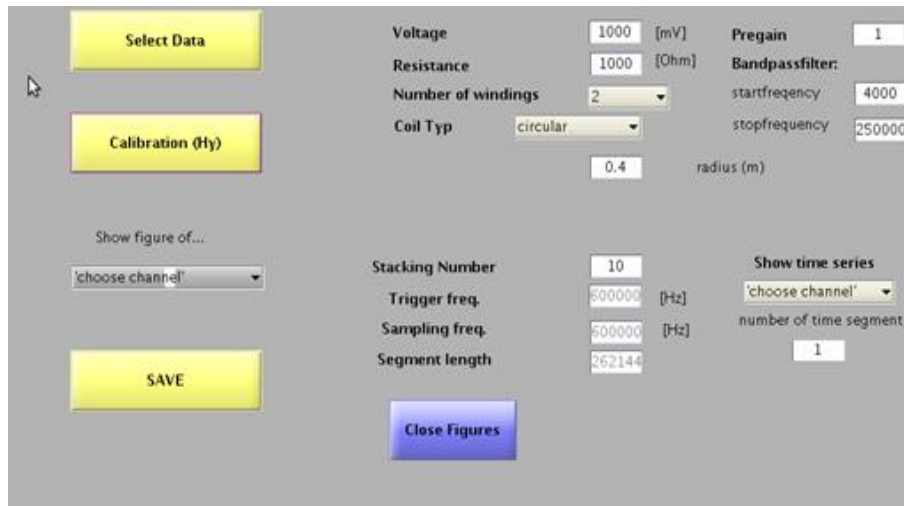 Select Data
Voltage 1000 [mV] Pregain 1
Resistance 1000 [Ohm] Bandpassfilter:
Number of windings 2 startfreqency 4000
Coil Typ circular stopfrequency 250000
Calibration (Hy)
0.4 radius (m)
Show figure of...
'choose channel'
Stacking Number 10 Show time series
Trigger freq. 600000 [Hz] 'choose channel'
Sampling freq. 600000 [Hz] number of time segment
Segment length 262144 1
SAVE
Close Figures